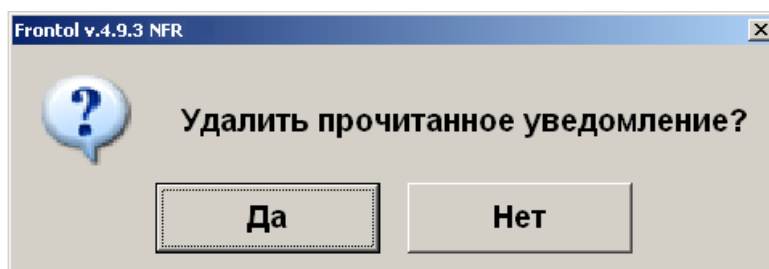 Frontol v.4.9.3 NFR
Удалить прочитанное уведомление?
Да
Нет